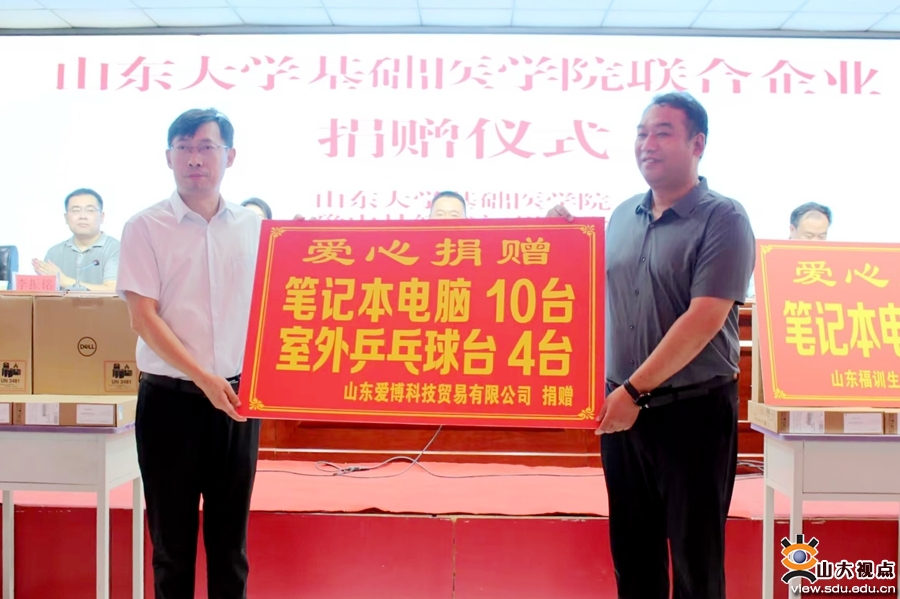 山东大学基础医学院联合企业
捐赠仪式
山东大学基础医学院
爱心捐赠
笔记本电脑 10台
室外乒乓球台 4台
山东爱博科技贸易有限公司 捐赠
爱心
笔记本电
山东福训生
DELL
UN 3481
山大视点
view.sdu.edu.cn